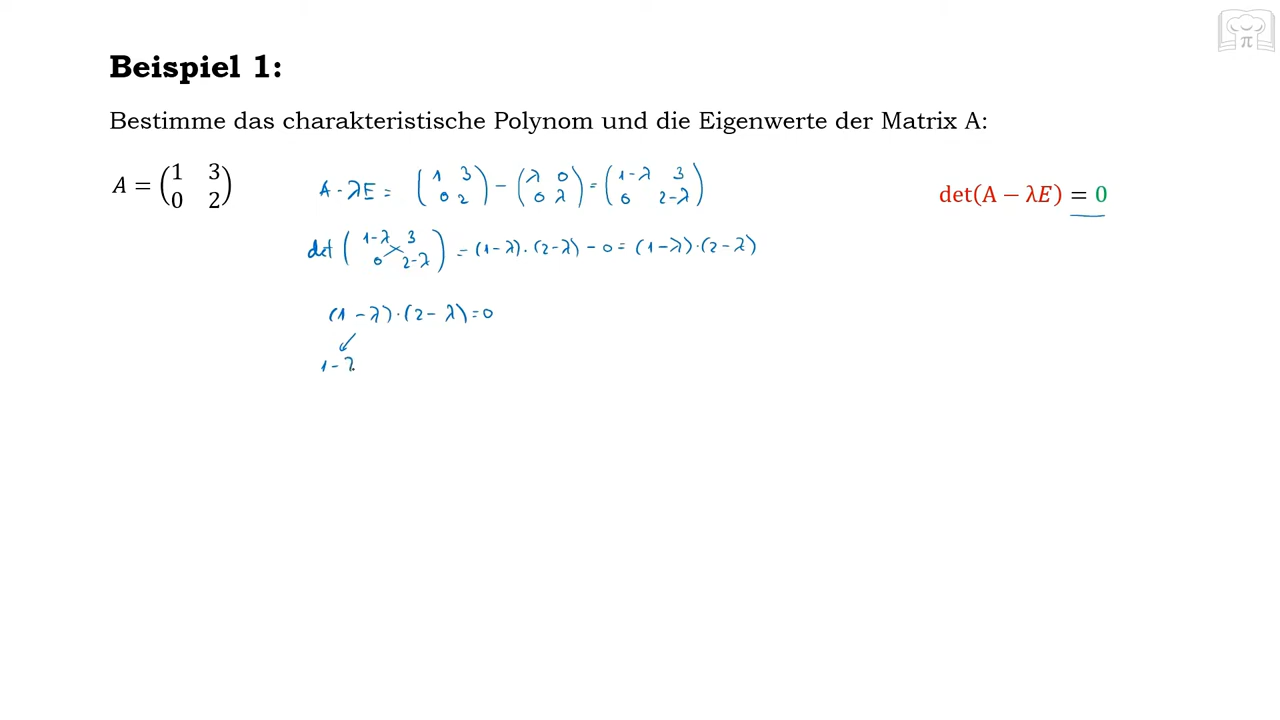 Beispiel 1:
Bestimme das charakteristische Polynom und die Eigenwerte der Matrix A:
A = (1 3; 0 2)
A - λE = (1 3; 0 2) - (λ 0; 0 λ) = (1-λ 3; 0 2-λ)
det(A − λE) = 0
det (1-λ 3; 0 2-λ) = (1-λ)·(2-λ) - 0 = (1-λ)·(2-λ)
(1-λ)·(2-λ) = 0
1-λ
π